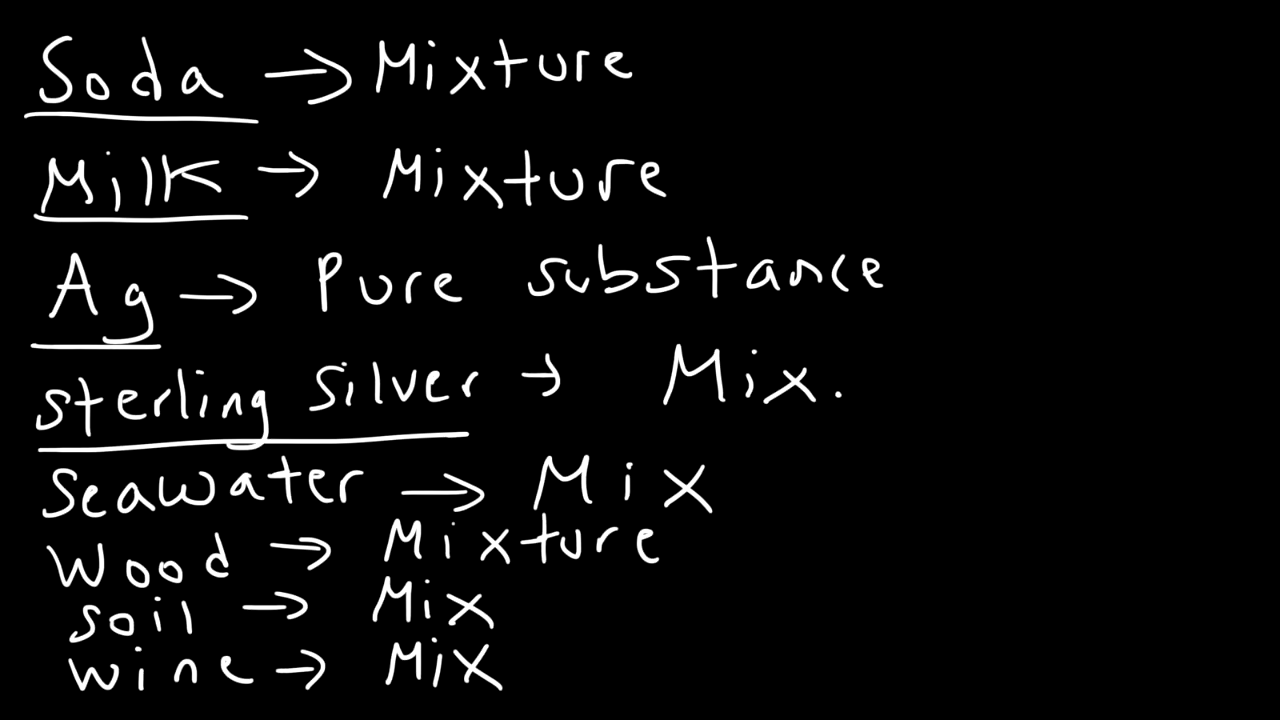 Soda → Mixture
Milk → Mixture
Ag → Pure substance
sterling silver → Mix.
Seawater → Mix
Wood → Mixture
soil → Mix
wine → Mix